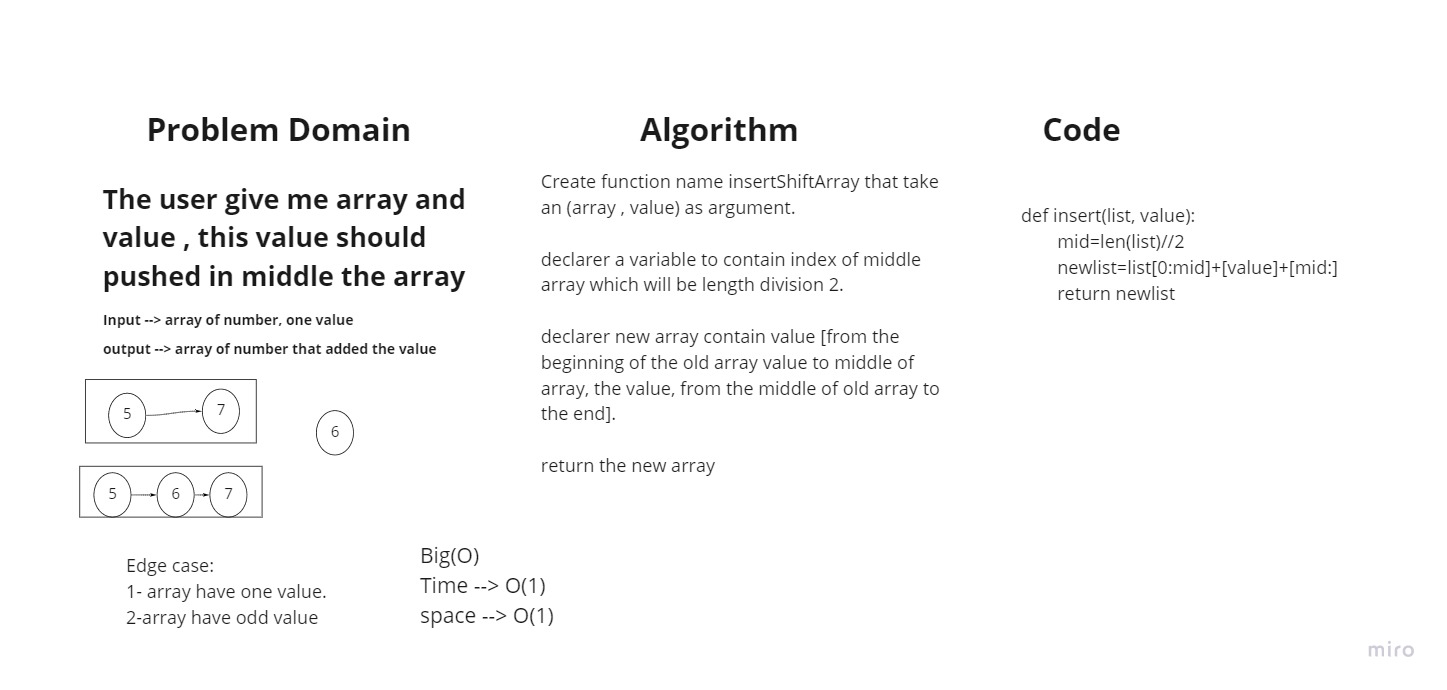 Problem Domain
The user give me array and
value , this value should
pushed in middle the array
Input --> array of number, one value
output --> array of number that added the value
5
7
6
5
6
7
Edge case:
1- array have one value.
2-array have odd value
Big(O)
Time --> O(1)
space --> O(1)
Algorithm
Create function name insertShiftArray that take
an (array , value) as argument.
declarer a variable to contain index of middle
array which will be length division 2.
declarer new array contain value [from the
beginning of the old array value to middle of
array, the value, from the middle of old array to
the end].
return the new array
Code
def insert(list, value):
mid=len(list)//2
newlist=list[0:mid]+[value]+[mid:]
return newlist
miro